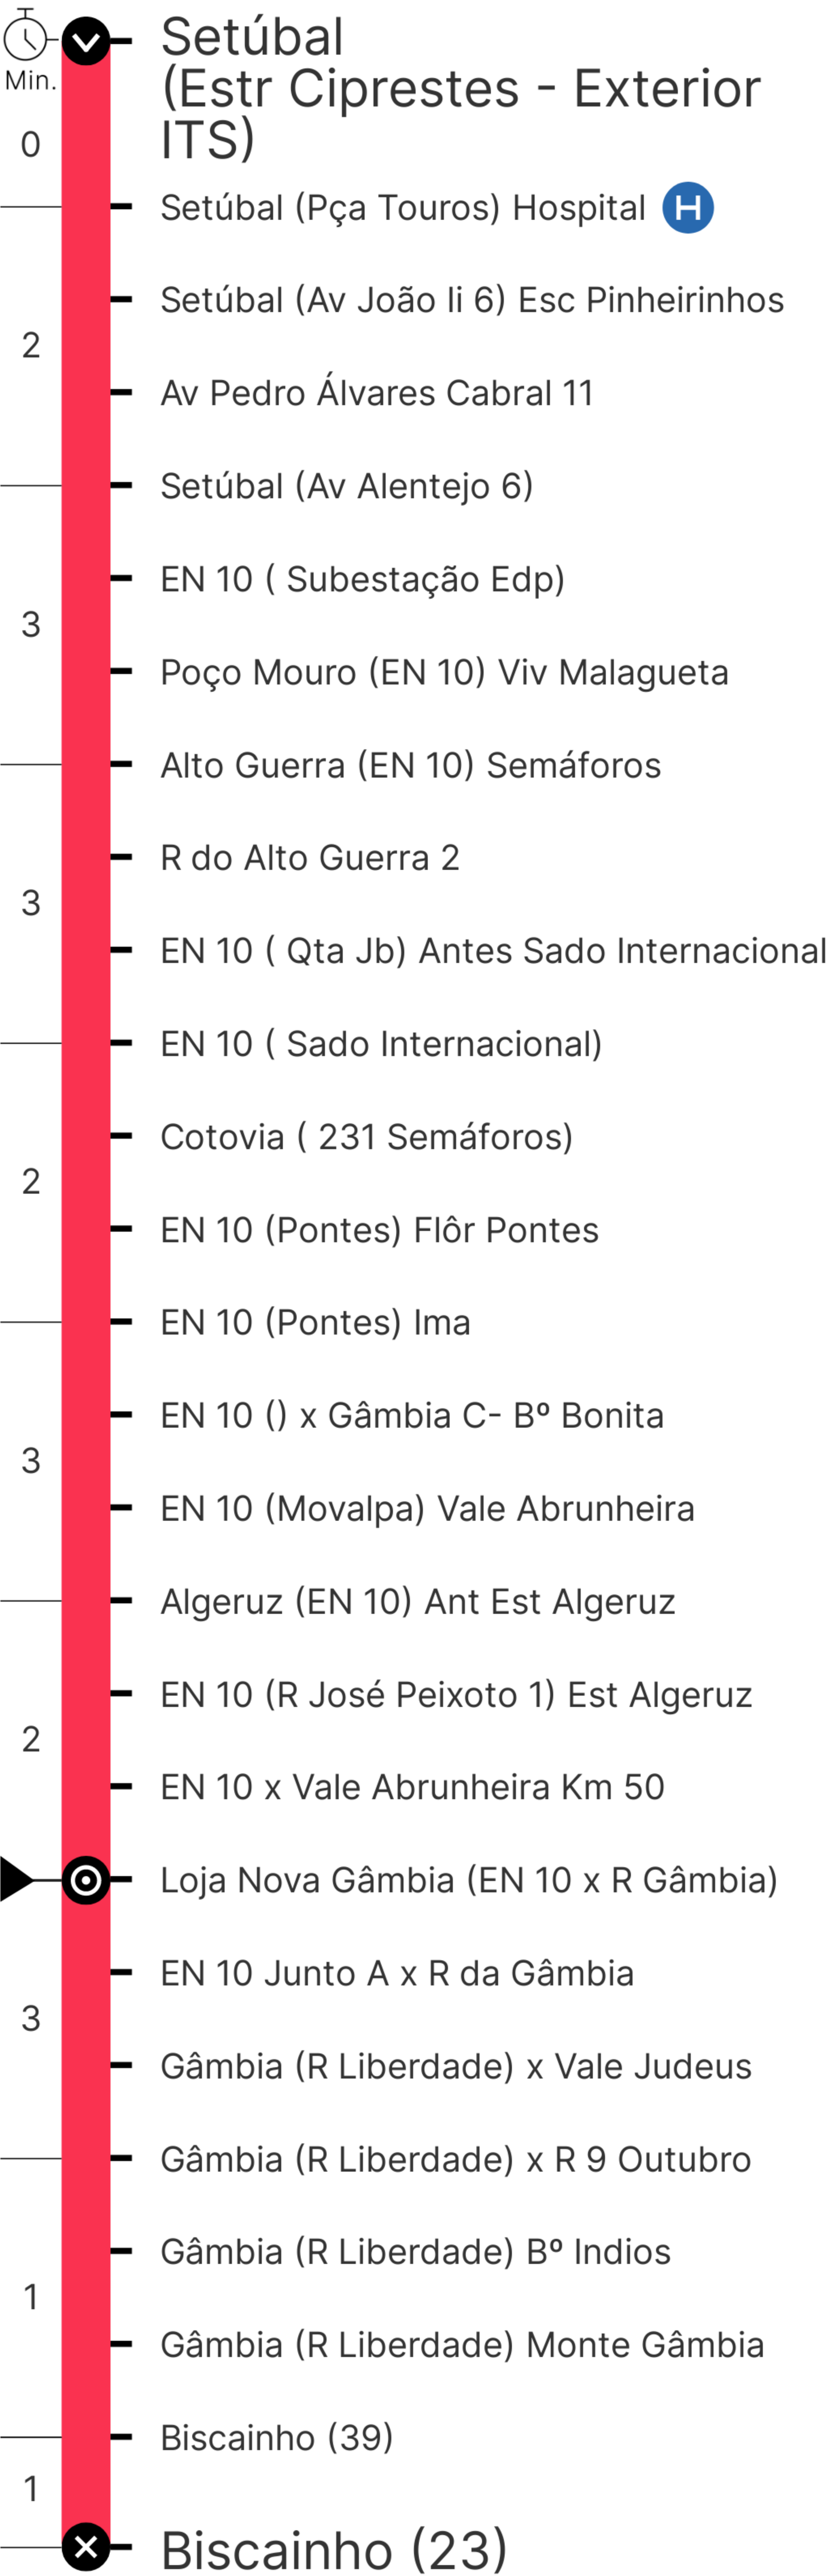 Setúbal
(Estr Ciprestes - Exterior
ITS)
Min.
0
Setúbal (Pça Touros) Hospital H
Setúbal (Av João Ii 6) Esc Pinheirinhos
2
Av Pedro Álvares Cabral 11
Setúbal (Av Alentejo 6)
EN 10 ( Subestação Edp)
3
Poço Mouro (EN 10) Viv Malagueta
Alto Guerra (EN 10) Semáforos
R do Alto Guerra 2
3
EN 10 ( Qta Jb) Antes Sado Internacional
EN 10 ( Sado Internacional)
Cotovia ( 231 Semáforos)
2
EN 10 (Pontes) Flôr Pontes
EN 10 (Pontes) Ima
EN 10 () x Gâmbia C- Bº Bonita
3
EN 10 (Movalpa) Vale Abrunheira
Algeruz (EN 10) Ant Est Algeruz
EN 10 (R José Peixoto 1) Est Algeruz
2
EN 10 x Vale Abrunheira Km 50
Loja Nova Gâmbia (EN 10 x R Gâmbia)
EN 10 Junto A x R da Gâmbia
3
Gâmbia (R Liberdade) x Vale Judeus
Gâmbia (R Liberdade) x R 9 Outubro
Gâmbia (R Liberdade) Bº Indios
1
Gâmbia (R Liberdade) Monte Gâmbia
Biscainho (39)
1
Biscainho (23)